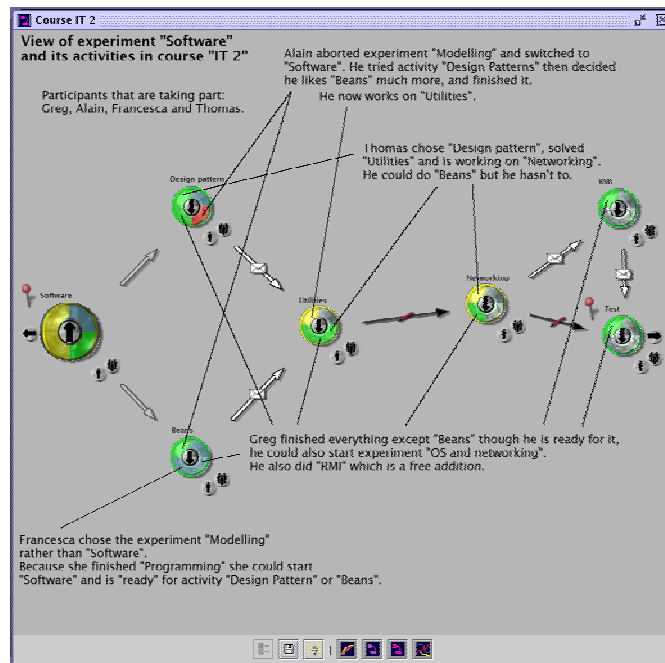 Course IT 2
View of experiment "Software"
and its activities in course "IT 2"
Alain aborted experiment "Modelling" and switched to
"Software". He tried activity "Design Patterns" then decided
he likes "Beans" much more, and finished it.
He now works on "Utilities".
Participants that are taking part:
Greg, Alain, Francesca and Thomas.
Thomas chose "Design pattern", solved
"Utilities" and is working on "Networking".
He could do "Beans" but he hasn't to.
Design pattern
RMI
Networking
Software
Utilities
Test
Beans
Greg finished everything except "Beans" though he is ready for it,
he could also start experiment "OS and networking".
He also did "RMI" which is a free addition.
Francesca chose the experiment "Modelling"
rather than "Software".
Because she finished "Programming" she could start
"Software" and is "ready" for activity "Design Pattern" or "Beans".